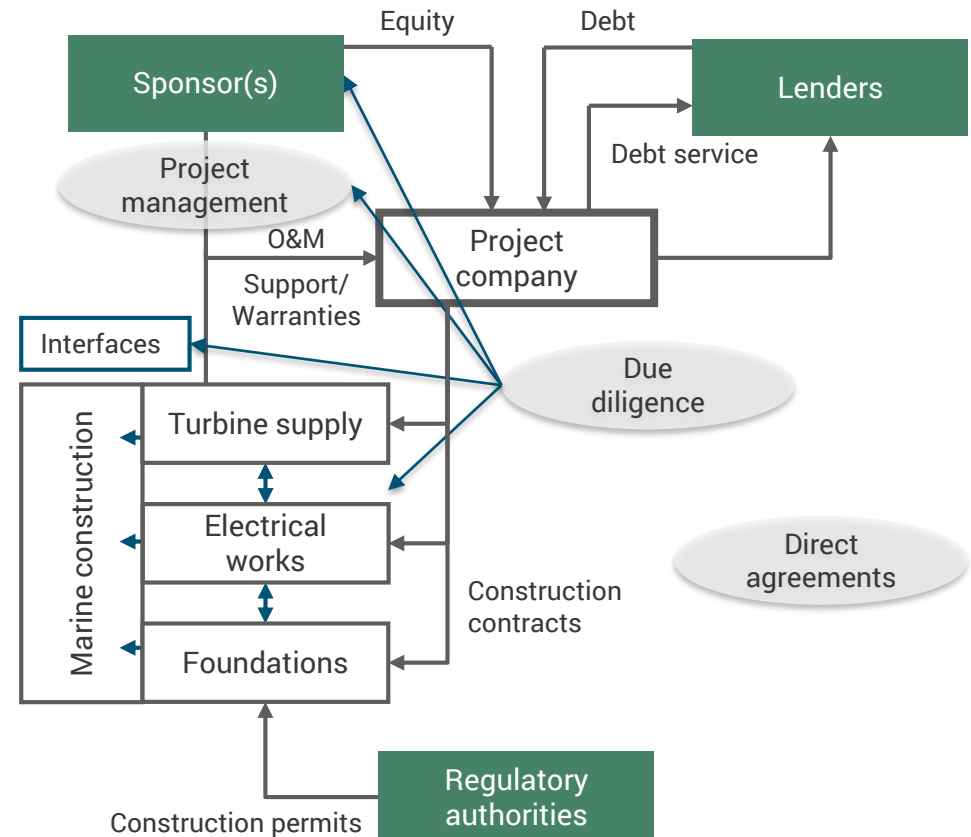 Equity
Debt
Sponsor(s)
Lenders
Debt service
Project
management
O&M
Project
company
Support/
Warranties
Interfaces
Due
diligence
Turbine supply
Marine construction
Electrical
works
Direct
agreements
Construction
contracts
Foundations
Regulatory
authorities
Construction permits